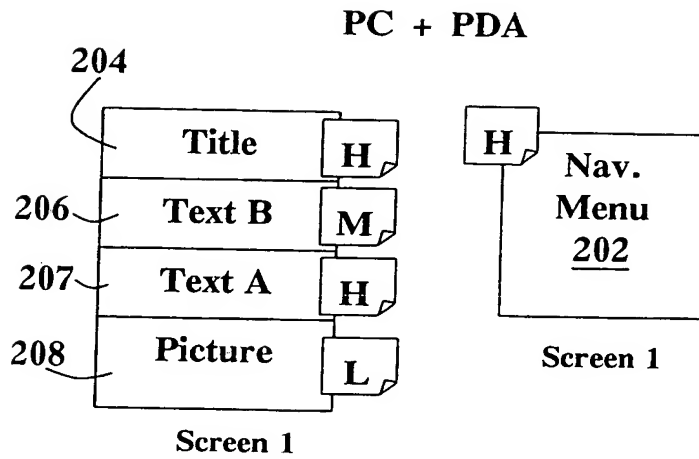 PC + PDA
204
Title
H
206
Text B
M
207
Text A
H
208
Picture
L
Screen 1
H
Nav.
Menu
202
Screen 1